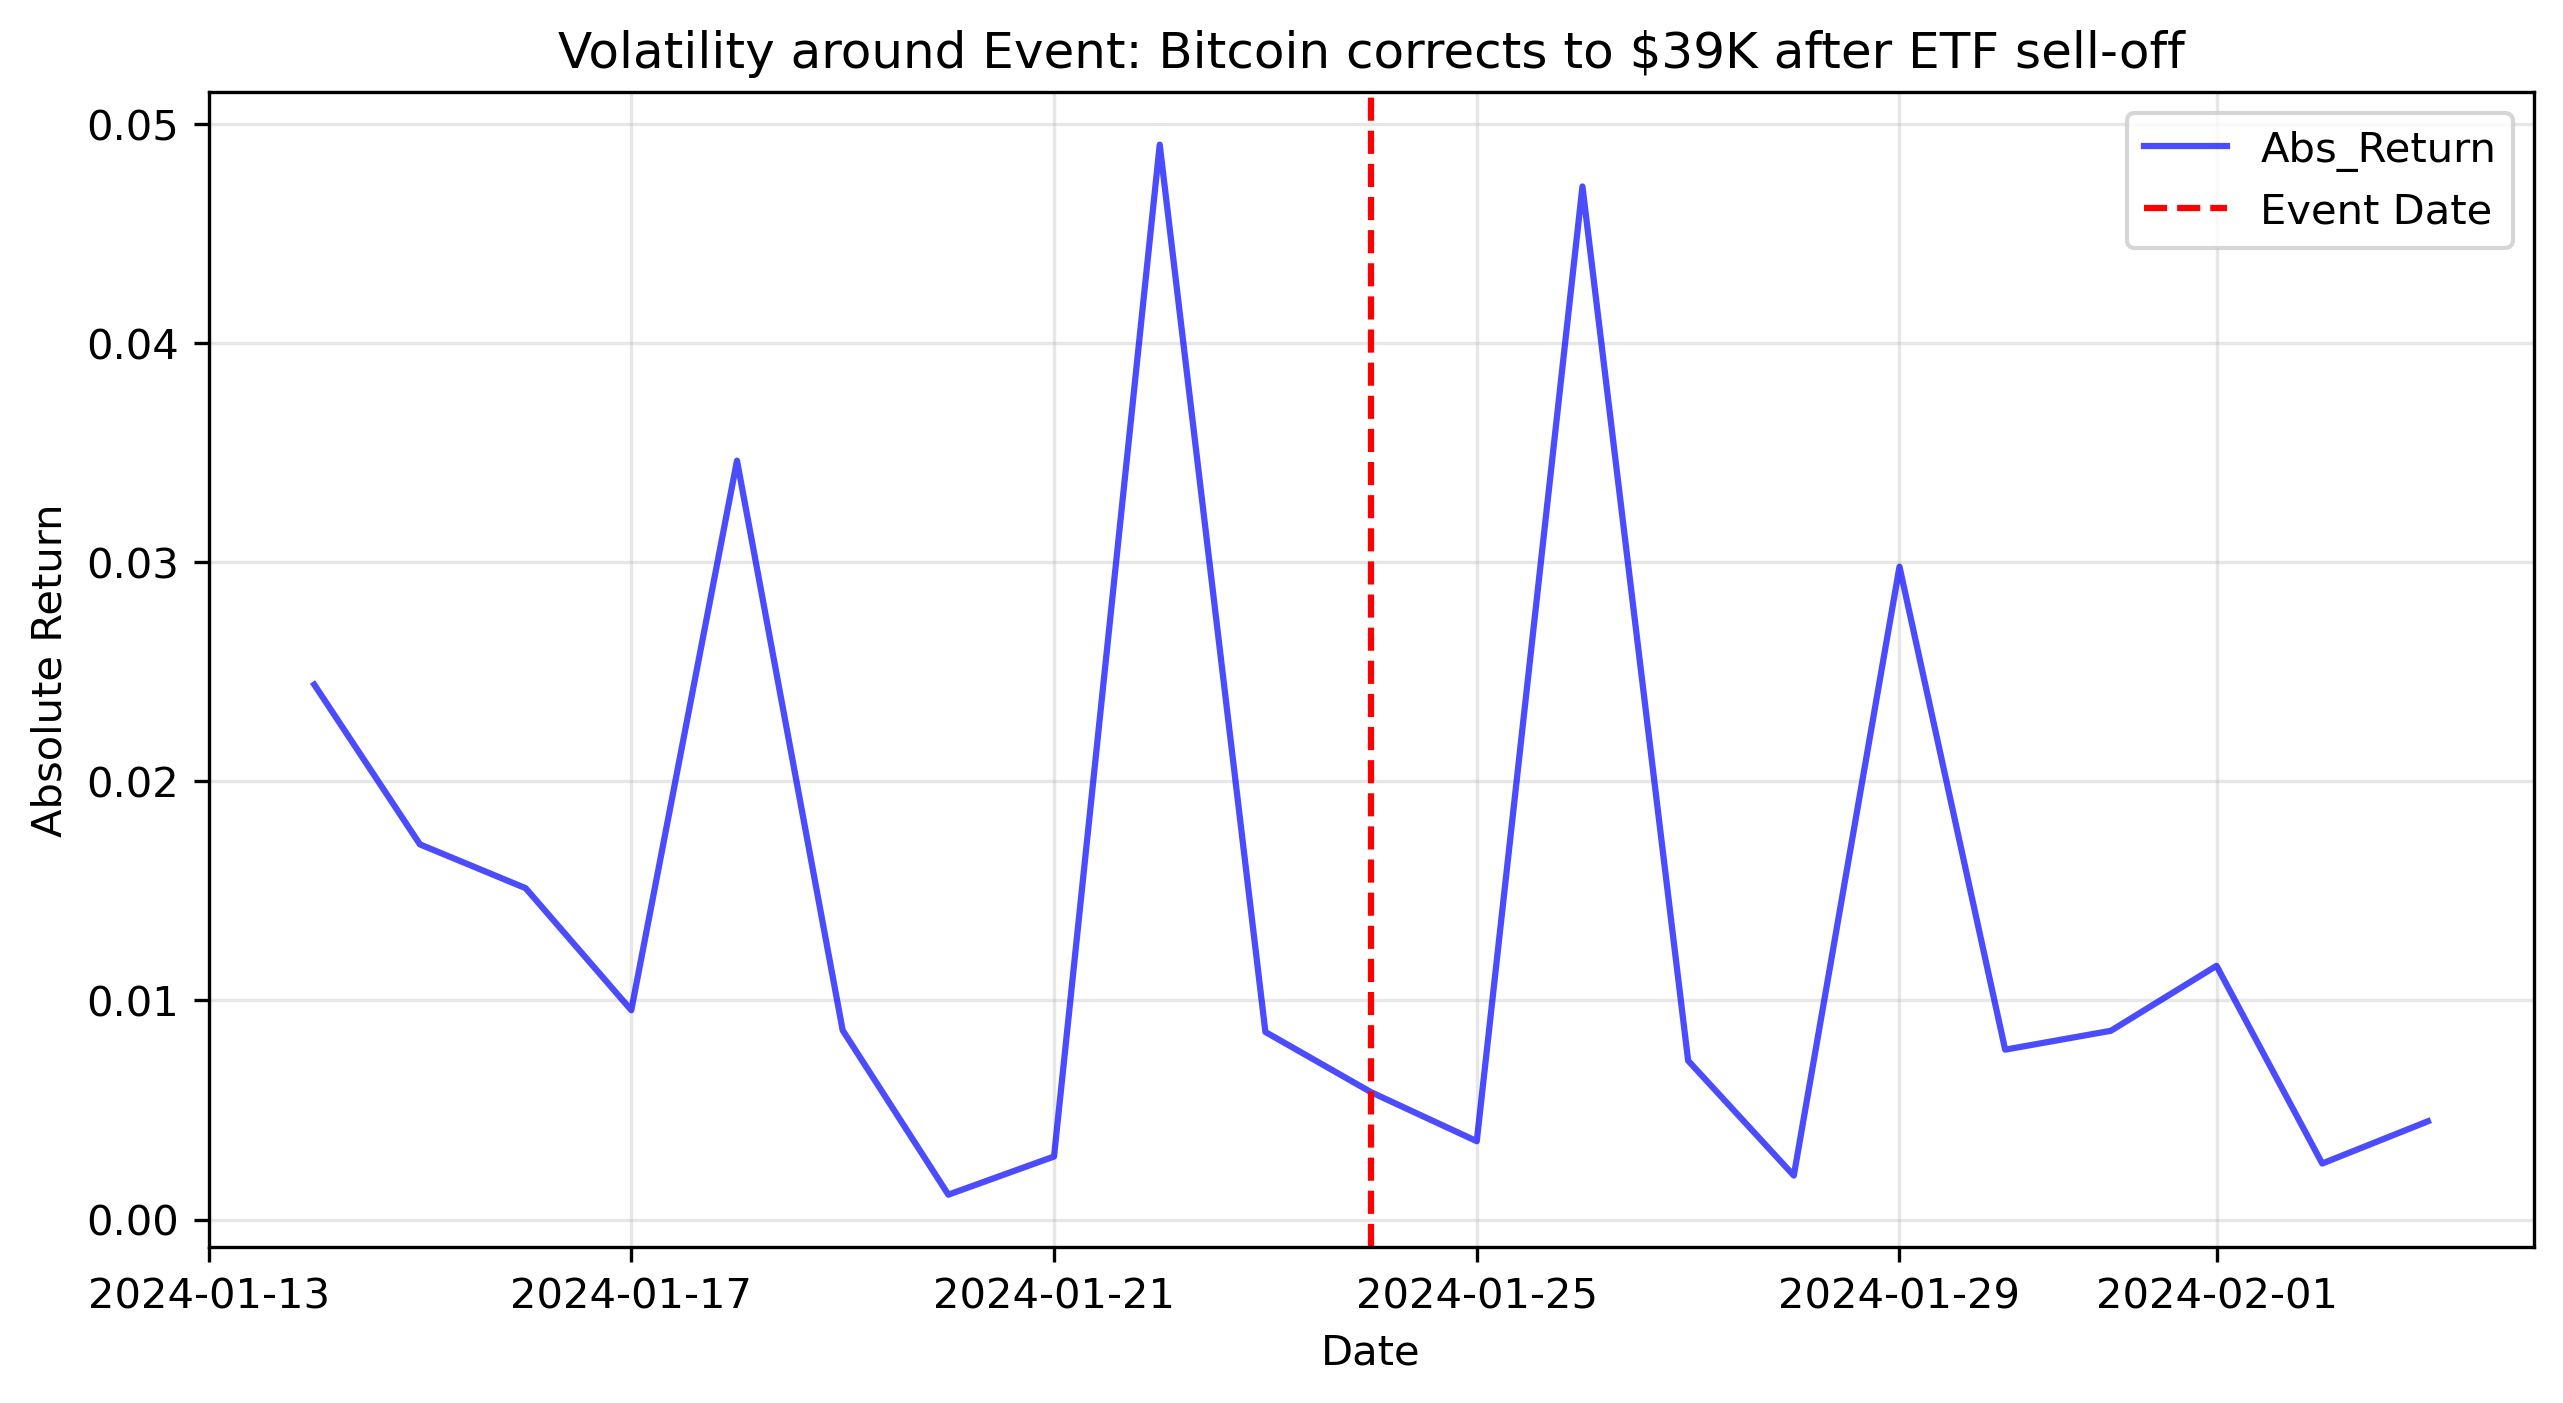 Volatility around Event: Bitcoin corrects to $39K after ETF sell-off
Abs_Return
Event Date
Absolute Return
0.05
0.04
0.03
0.02
0.01
0.00
2024-01-13 2024-01-17 2024-01-21 2024-01-25 2024-01-29 2024-02-01
Date